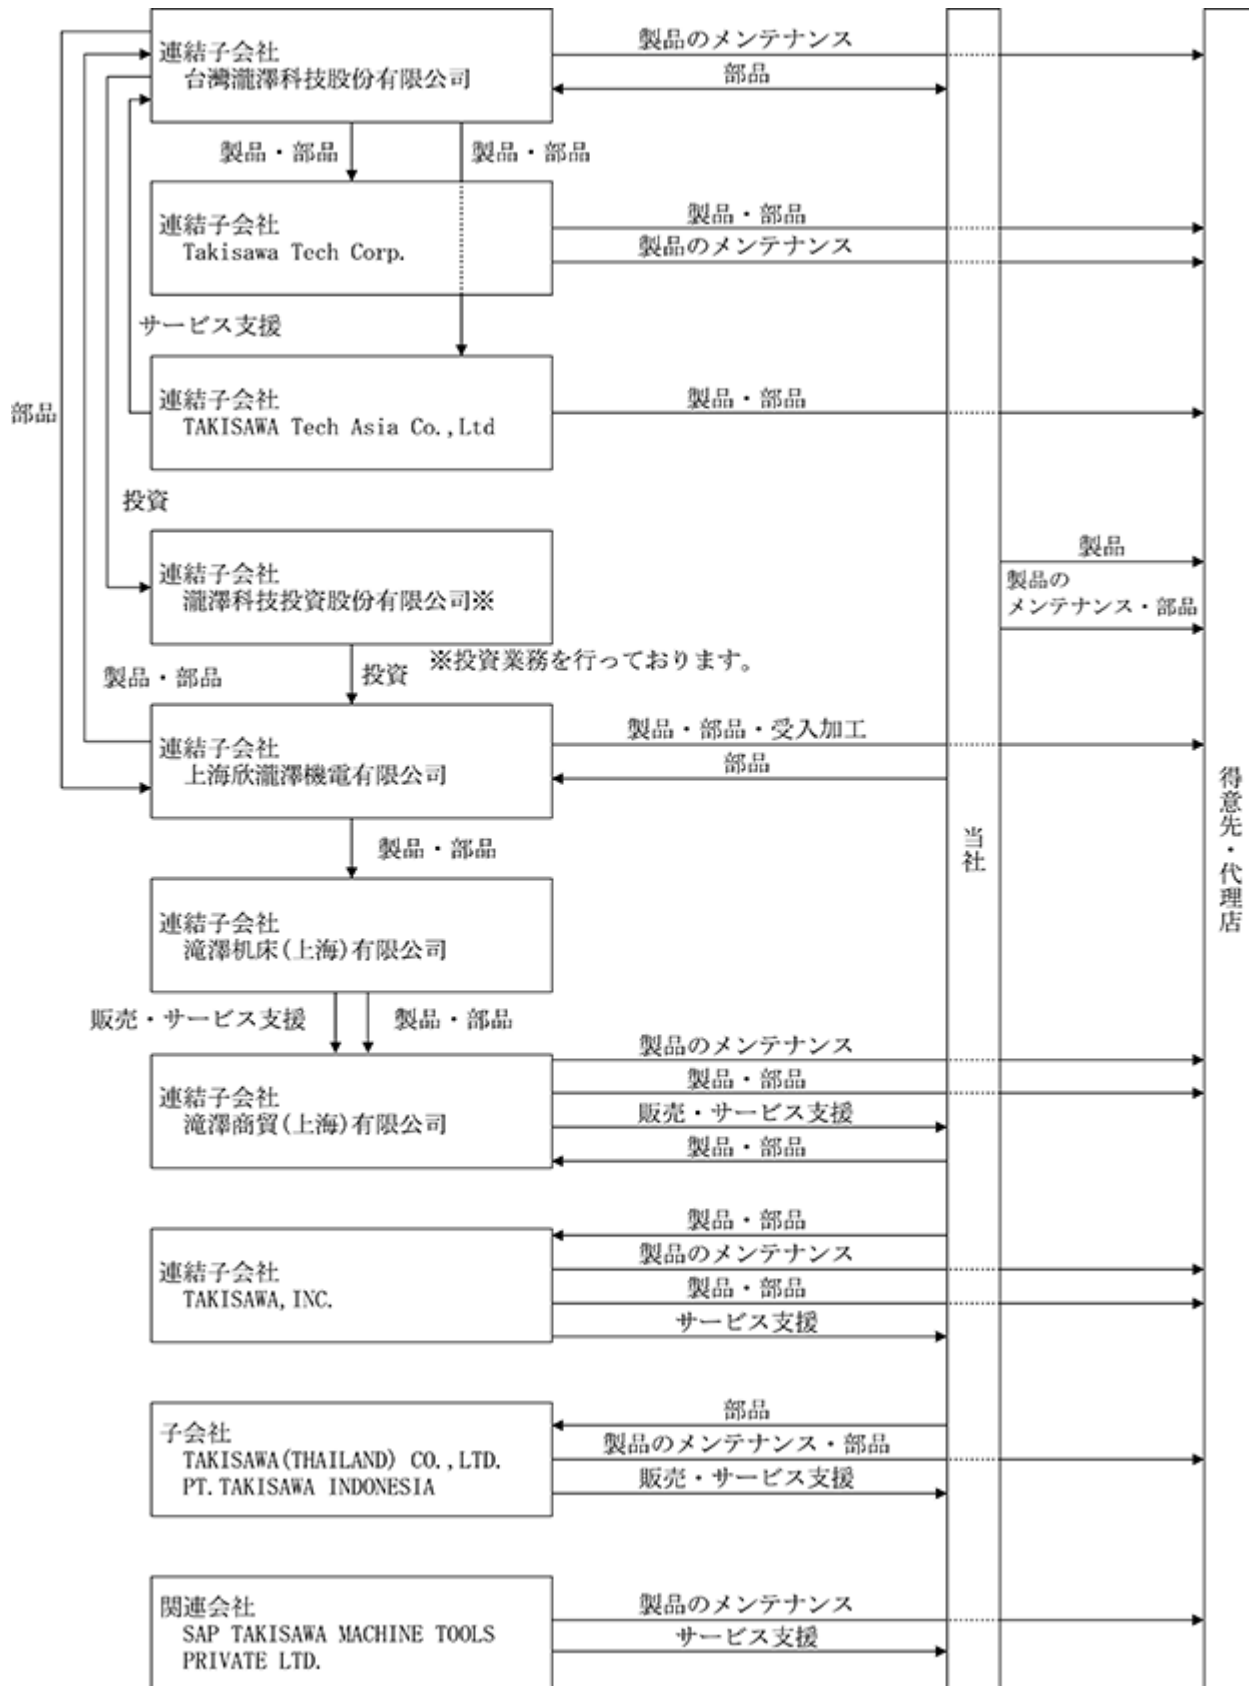 連結子会社
台灣瀧澤科技股份有限公司
製品のメンテナンス
部品
製品・部品
製品・部品
連結子会社
Takisawa Tech Corp.
製品・部品
製品のメンテナンス
サービス支援
連結子会社
TAKISAWA Tech Asia Co.,Ltd
製品・部品
部品
投資
連結子会社
瀧澤科技投資股份有限公司※
製品
製品の
メンテナンス・部品
※投資業務を行っております。
製品・部品
投資
連結子会社
上海欣瀧澤機電有限公司
製品・部品・受入加工
部品
当社
得意先・代理店
製品・部品
連結子会社
滝澤机床(上海)有限公司
販売・サービス支援
製品・部品
連結子会社
滝澤商貿(上海)有限公司
製品のメンテナンス
製品・部品
販売・サービス支援
製品・部品
連結子会社
TAKISAWA,INC.
製品・部品
製品のメンテナンス
製品・部品
サービス支援
子会社
TAKISAWA(THAILAND) CO.,LTD.
PT.TAKISAWA INDONESIA
部品
製品のメンテナンス・部品
販売・サービス支援
関連会社
SAP TAKISAWA MACHINE TOOLS
PRIVATE LTD.
製品のメンテナンス
サービス支援